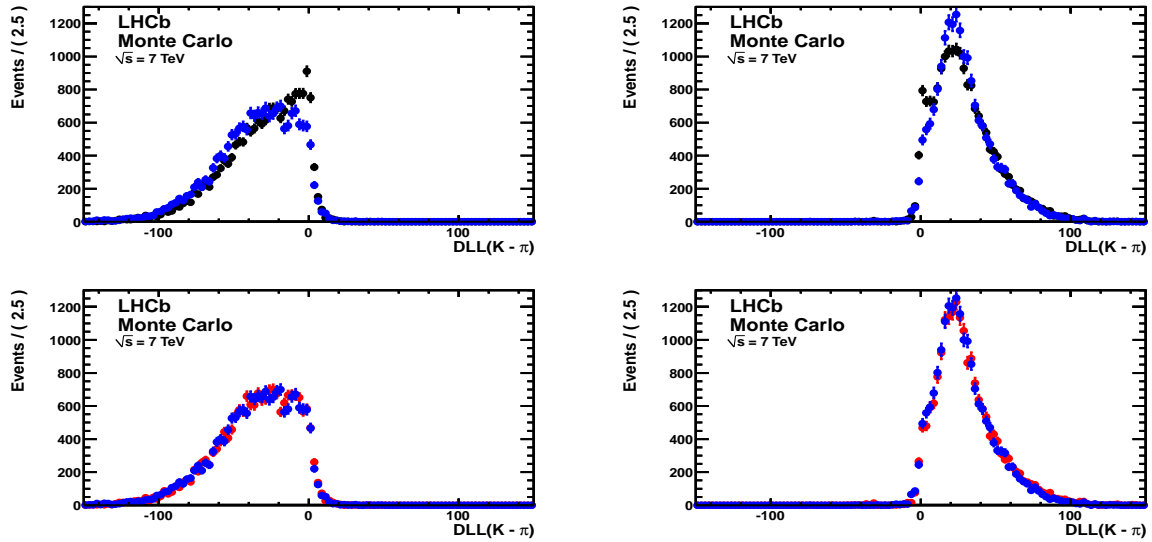 Events / ( 2.5 )
1200
1000
800
600
400
200
0
LHCb
Monte Carlo
√s = 7 TeV
-100
0
100
DLL(K - π)
Events / ( 2.5 )
1200
1000
800
600
400
200
0
LHCb
Monte Carlo
√s = 7 TeV
-100
0
100
DLL(K - π)
Events / ( 2.5 )
1200
1000
800
600
400
200
0
LHCb
Monte Carlo
√s = 7 TeV
-100
0
100
DLL(K - π)
Events / ( 2.5 )
1200
1000
800
600
400
200
0
LHCb
Monte Carlo
√s = 7 TeV
-100
0
100
DLL(K - π)